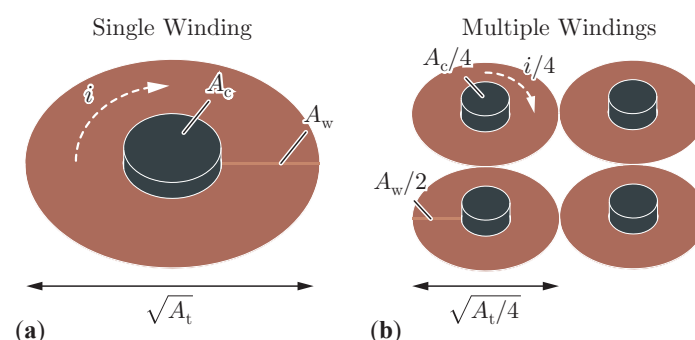 Single Winding
Multiple Windings
i
A_c
A_w
A_c/4
i/4
A_w/2
√A_t
√A_t/4
(a)
(b)